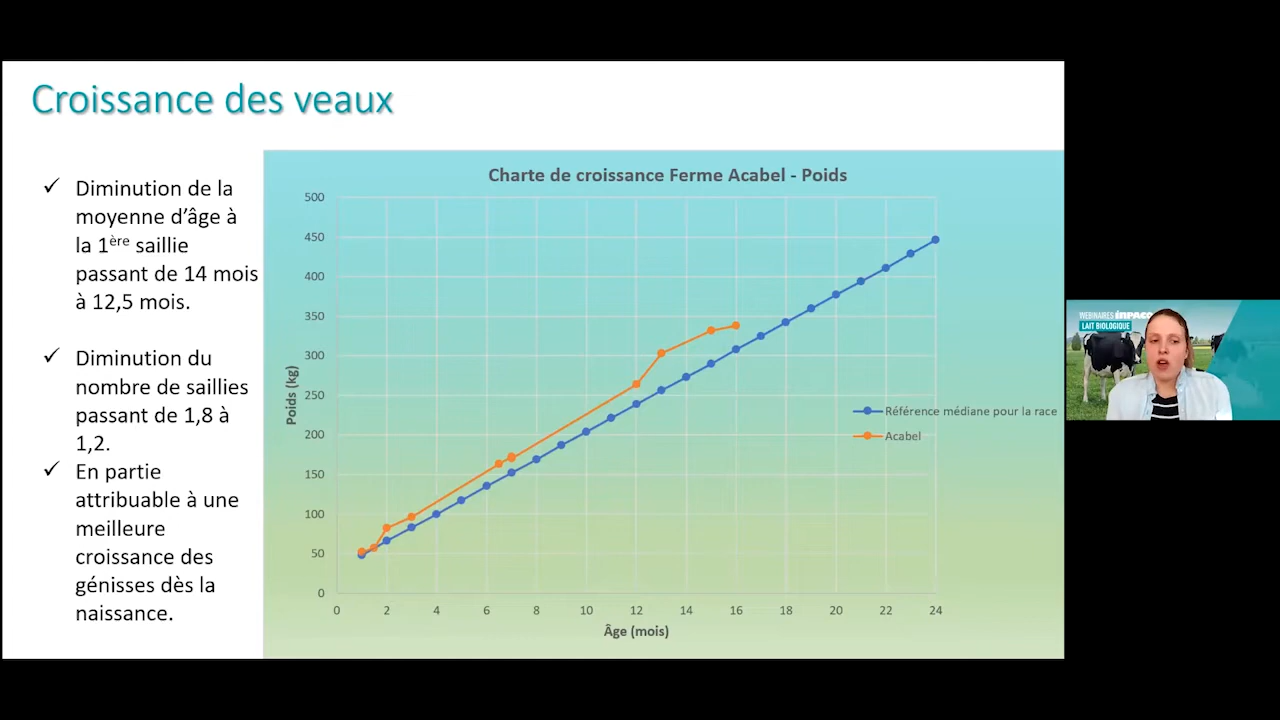 Croissance des veaux
✓ Diminution de la
moyenne d'âge à
la 1ère saillie
passant de 14 mois
à 12,5 mois.
✓ Diminution du
nombre de saillies
passant de 1,8 à
1,2.
✓ En partie
attribuable à une
meilleure
croissance des
génisses dès la
naissance.
Charte de croissance Ferme Acabel - Poids
500
450
400
350
300
250
200
150
100
50
0
Poids (kg)
0 2 4 6 8 10 12 14 16 18 20 22 24
Âge (mois)
Référence médiane pour la race
Acabel
WEBINAIRES
LAIT BIOLOGIQUE